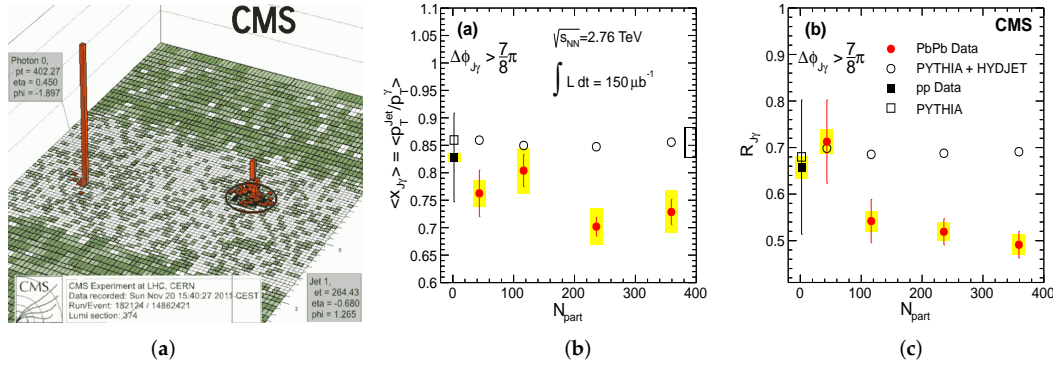 CMS
Photon 0,
pt = 402.27
eta = 0.450
phi = -1.897
CMS
CMS Experiment at LHC, CERN
Data recorded: Sun Nov 20 15:40:27 2011 CEST
Run/Event: 182124 / 14862421
Lumi section: 374
Jet 1,
et = 264.43
eta = -0.680
phi = 1.265
(a)
(a)
√s_NN=2.76 TeV
Δϕ_Jγ > 7/8 π
∫ L dt = 150 μb⁻¹
<x_Jγ> = <p_T^Jet/p_T^γ>
1.1
1.05
1
0.95
0.9
0.85
0.8
0.75
0.7
0.65
0.6
0 100 200 300 400
N_part
(b)
(b)
CMS
Δϕ_Jγ > 7/8 π
PbPb Data
PYTHIA + HYDJET
pp Data
PYTHIA
R_Jγ
1
0.9
0.8
0.7
0.6
0.5
0 100 200 300 400
N_part
(c)